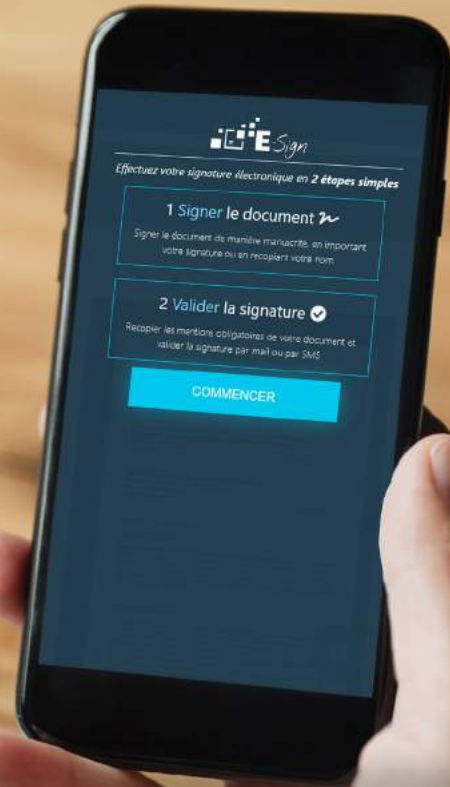 E-Sign
Effectuez votre signature électronique en 2 étapes simples
1 Signer le document
Signer le document de manière manuscrite, en important
votre signature ou en recopiant votre nom
2 Valider la signature
Recopier les mentions obligatoires de votre document et
valider la signature par mail ou par SMS
COMMENCER